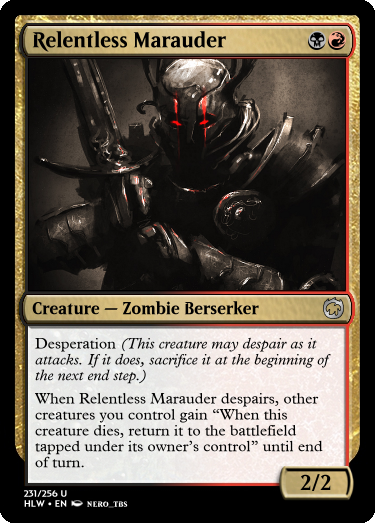 Relentless Marauder
Creature — Zombie Berserker
Desperation (This creature may despair as it
attacks. If it does, sacrifice it at the beginning of
the next end step.)
When Relentless Marauder despairs, other
creatures you control gain “When this
creature dies, return it to the battlefield
tapped under its owner's control” until end
of turn.
2/2
231/256 U
HLW • EN NERO_TBS